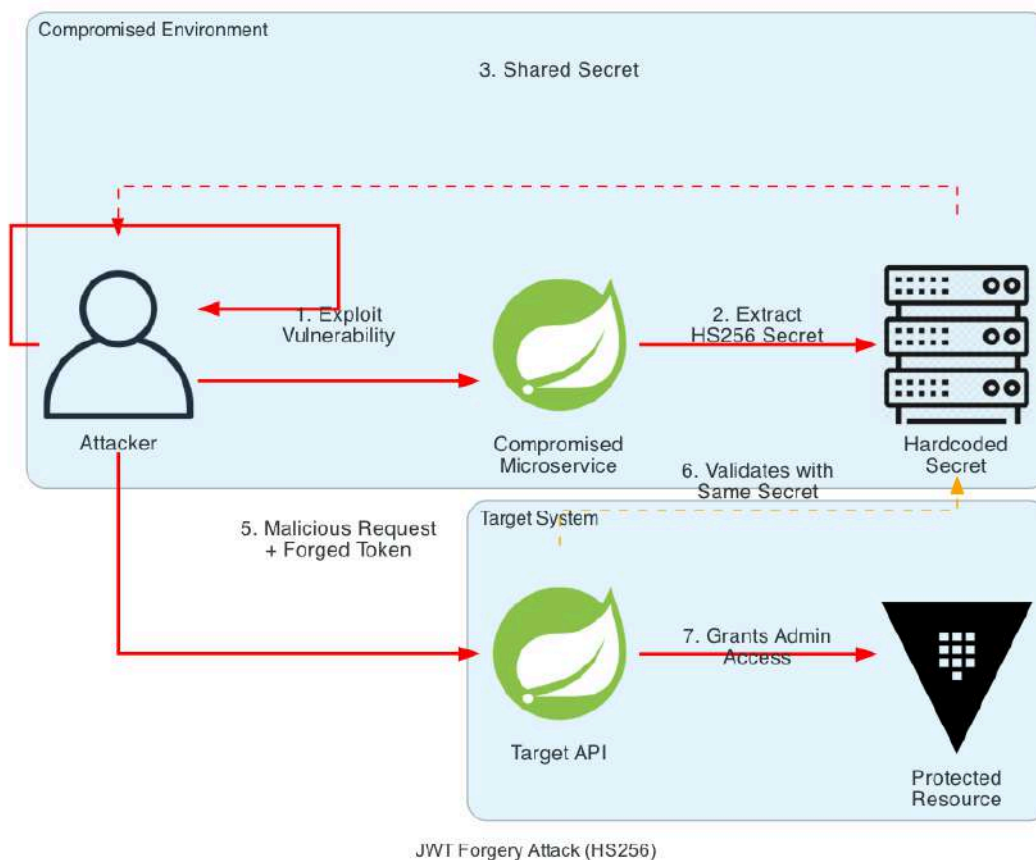 Compromised Environment
3. Shared Secret
1. Exploit
Vulnerability
2. Extract
HS256 Secret
Attacker
Compromised
Microservice
Hardcoded
Secret
6. Validates with
Same Secret
Target System
5. Malicious Request
+ Forged Token
7. Grants Admin
Access
Target API
Protected
Resource
JWT Forgery Attack (HS256)